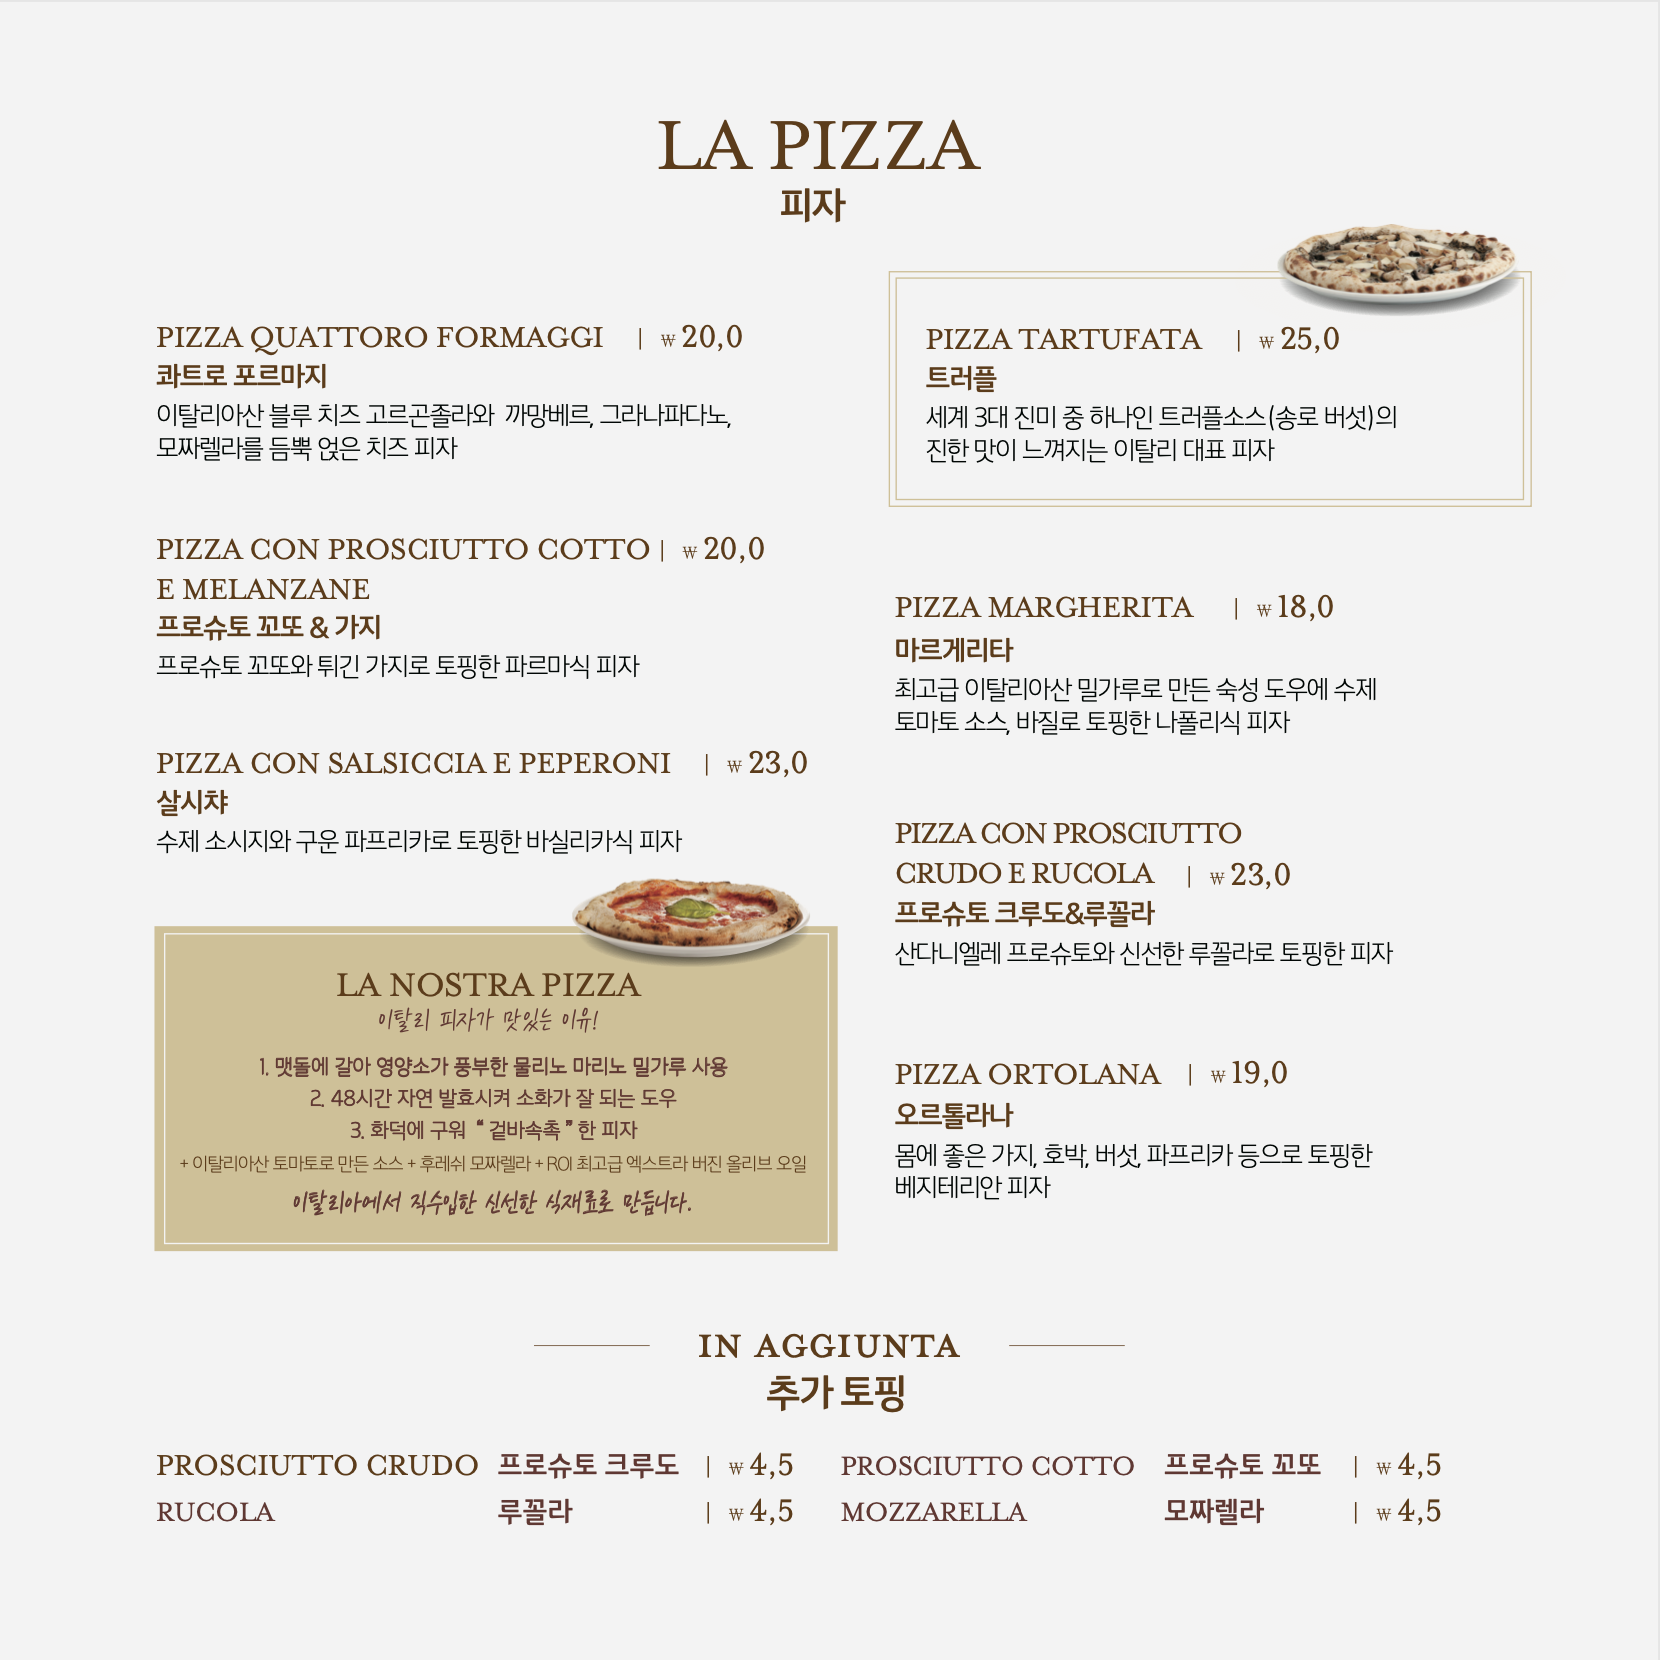 LA PIZZA
피자
PIZZA QUATTORO FORMAGGI | ₩ 20,0
콰트로 포르마지
이탈리아산 블루 치즈 고르곤졸라와 까망베르, 그라나파다노,
모짜렐라를 듬뿍 얹은 치즈 피자
PIZZA CON PROSCIUTTO COTTO | ₩ 20,0
E MELANZANE
프로슈토 꼬또 & 가지
프로슈토 꼬또와 튀긴 가지로 토핑한 파르마식 피자
PIZZA CON SALSICCIA E PEPERONI | ₩ 23,0
살시챠
수제 소시지와 구운 파프리카로 토핑한 바실리카식 피자
LA NOSTRA PIZZA
이탈리 피자가 맛있는 이유!
1. 맷돌에 갈아 영양소가 풍부한 물리노 마리노 밀가루 사용
2. 48시간 자연 발효시켜 소화가 잘 되는 도우
3. 화덕에 구워 “ 겉바속촉 ” 한 피자
+ 이탈리아산 토마토로 만든 소스 + 후레쉬 모짜렐라 + ROI 최고급 엑스트라 버진 올리브 오일
이탈리아에서 직수입한 신선한 식재료로 만듭니다.
PIZZA TARTUFATA | ₩ 25,0
트러플
세계 3대 진미 중 하나인 트러플소스(송로 버섯)의
진한 맛이 느껴지는 이탈리 대표 피자
PIZZA MARGHERITA | ₩ 18,0
마르게리타
최고급 이탈리아산 밀가루로 만든 숙성 도우에 수제
토마토 소스, 바질로 토핑한 나폴리식 피자
PIZZA CON PROSCIUTTO
CRUDO E RUCOLA | ₩ 23,0
프로슈토 크루도&루꼴라
산다니엘레 프로슈토와 신선한 루꼴라로 토핑한 피자
PIZZA ORTOLANA | ₩ 19,0
오르톨라나
몸에 좋은 가지, 호박, 버섯, 파프리카 등으로 토핑한
베지테리안 피자
IN AGGIUNTA
추가 토핑
PROSCIUTTO CRUDO 프로슈토 크루도 | ₩ 4,5 PROSCIUTTO COTTO 프로슈토 꼬또 | ₩ 4,5
RUCOLA 루꼴라 | ₩ 4,5 MOZZARELLA 모짜렐라 | ₩ 4,5